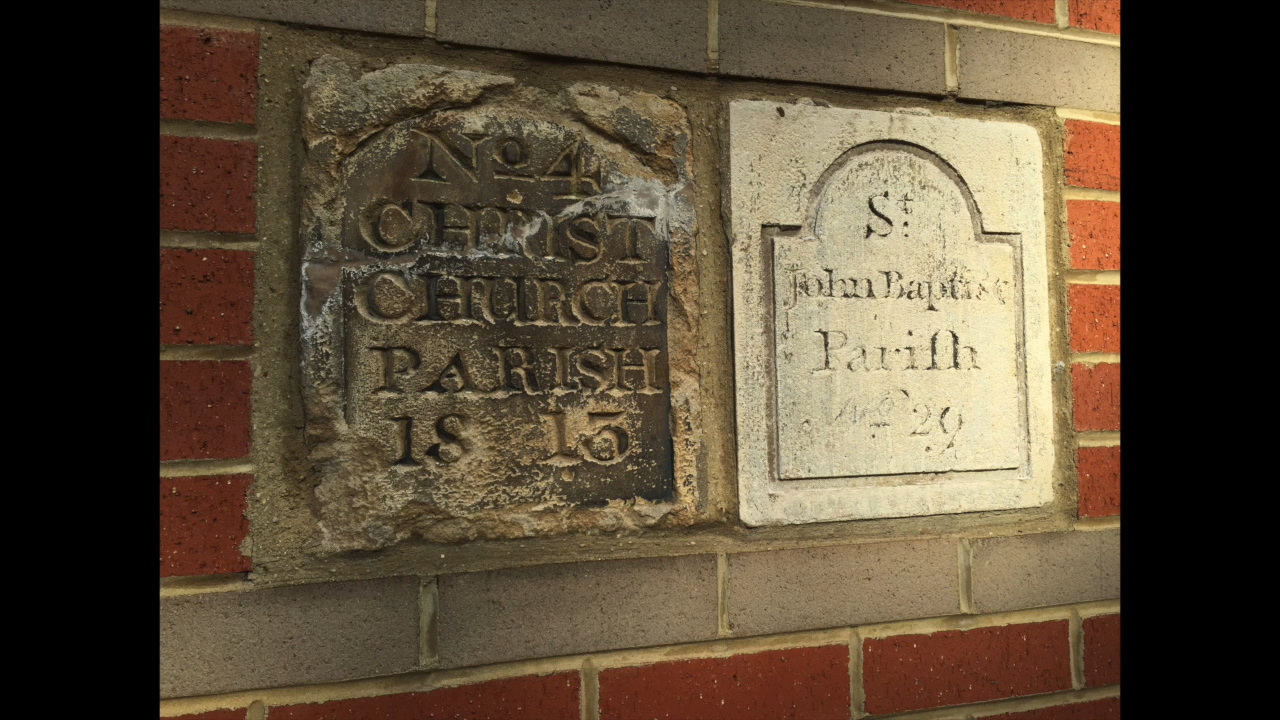 No 4
CHRIST
CHURCH
PARISH
18 13
St.
John Baptist
Pariſh
No 29